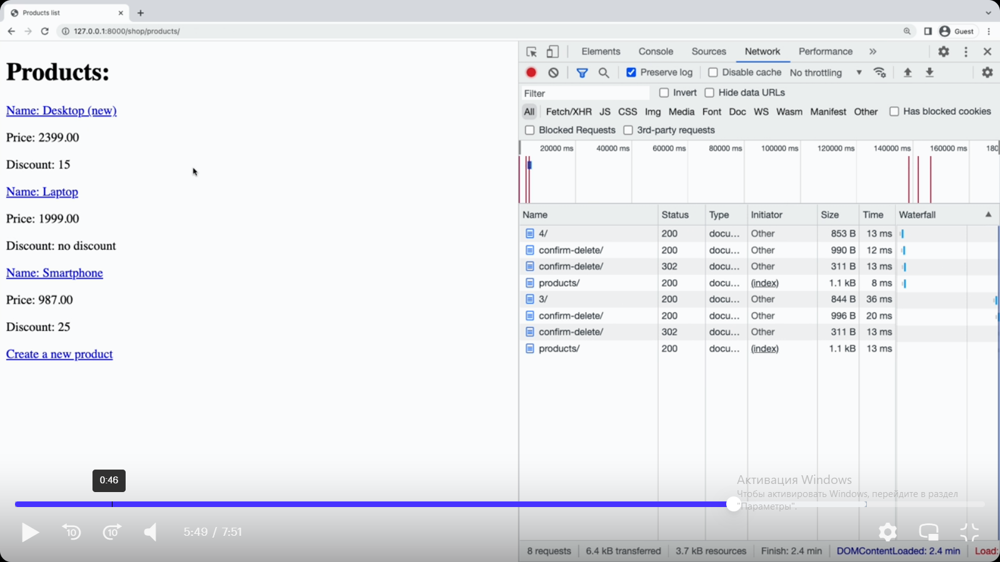 Products list
127.0.0.1:8000/shop/products/
Guest
Products:
Name: Desktop (new)
Price: 2399.00
Discount: 15
Name: Laptop
Price: 1999.00
Discount: no discount
Name: Smartphone
Price: 987.00
Discount: 25
Create a new product
Elements Console Sources Network Performance
Preserve log Disable cache No throttling
Filter Invert Hide data URLs
All Fetch/XHR JS CSS Img Media Font Doc WS Wasm Manifest Other Has blocked cookies
Blocked Requests 3rd-party requests
20000 ms 40000 ms 60000 ms 80000 ms 100000 ms 120000 ms 140000 ms 160000 ms 180
Name Status Type Initiator Size Time Waterfall
4/ 200 docu... Other 853 B 13 ms
confirm-delete/ 200 docu... Other 990 B 12 ms
confirm-delete/ 302 docu... Other 311 B 13 ms
products/ 200 docu... (index) 1.1 kB 8 ms
3/ 200 docu... Other 844 B 36 ms
confirm-delete/ 200 docu... Other 996 B 20 ms
confirm-delete/ 302 docu... Other 311 B 13 ms
products/ 200 docu... (index) 1.1 kB 13 ms
0:46
Активация Windows
Чтобы активировать Windows, перейдите в раздел
"Параметры".
10 10 5:49 / 7:51
8 requests 6.4 kB transferred 3.7 kB resources Finish: 2.4 min DOMContentLoaded: 2.4 min Load: